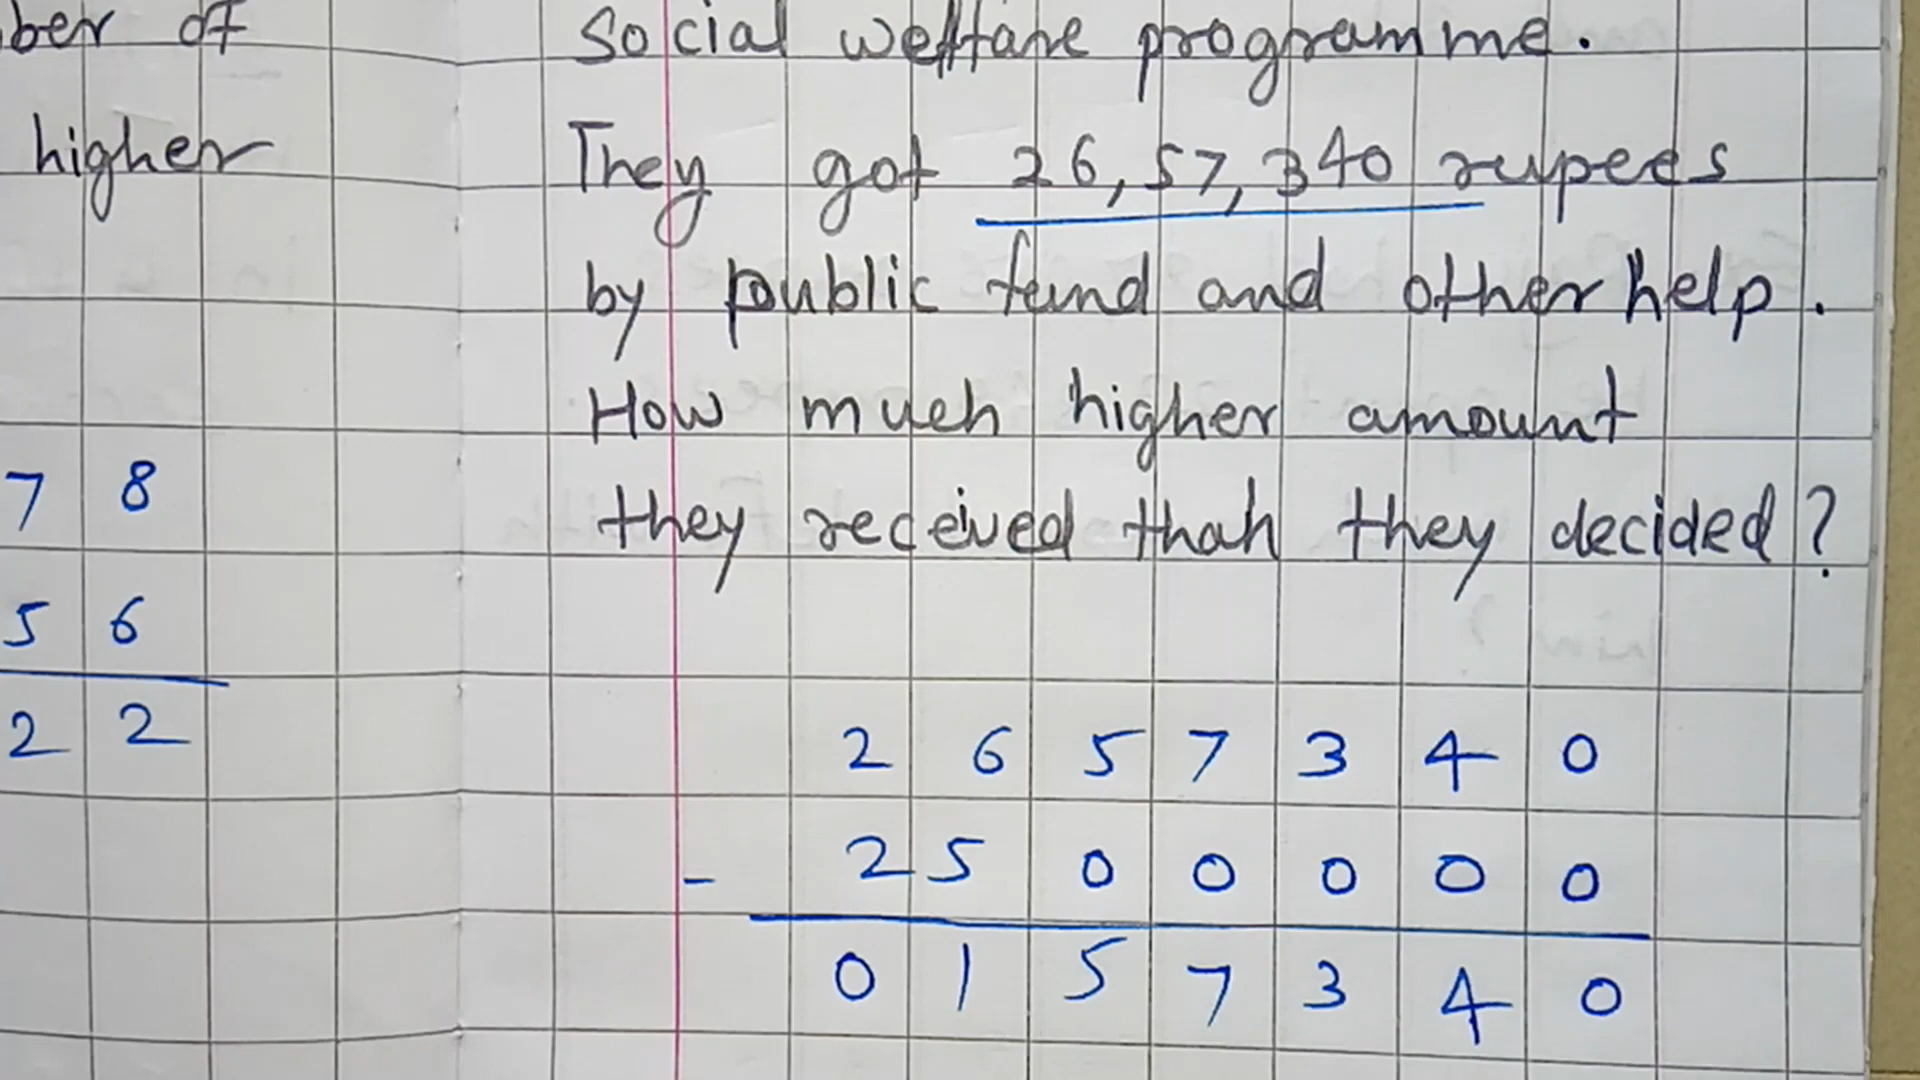 ber of
higher
7 8
5 6
2 2
Social welfare programme.
They got 26,57,340 rupees
by public fund and other help.
How much higher amount
they received than they decided?
2 6 5 7 3 4 0
- 2 5 0 0 0 0 0
0 1 5 7 3 4 0